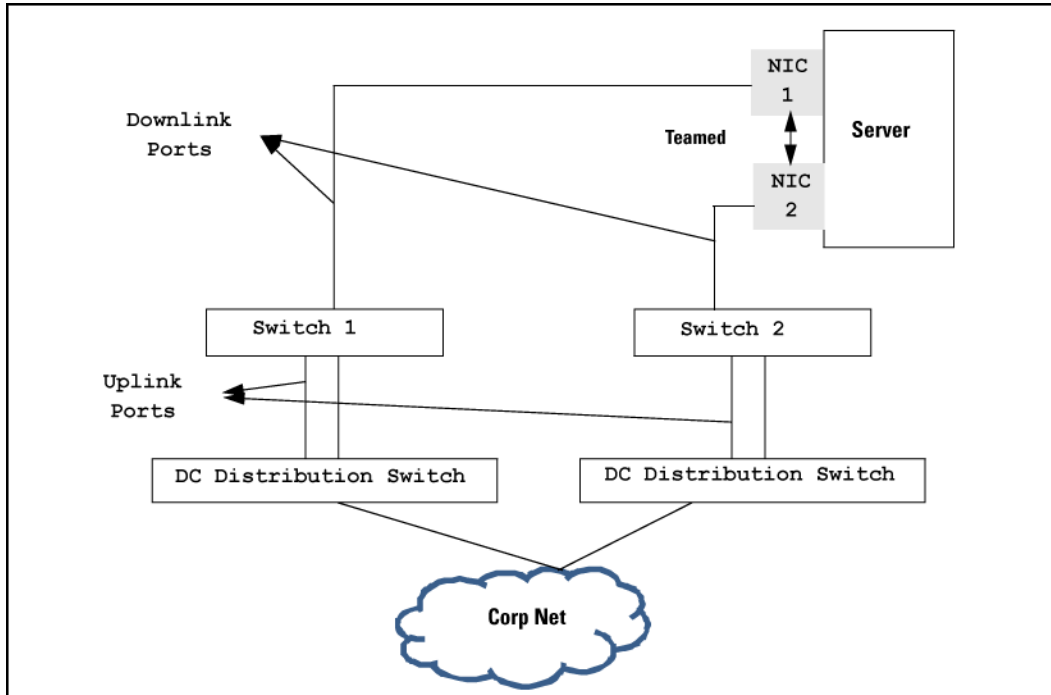 NIC
1
Downlink
Ports
Teamed
Server
NIC
2
Switch 1
Switch 2
Uplink
Ports
DC Distribution Switch
DC Distribution Switch
Corp Net